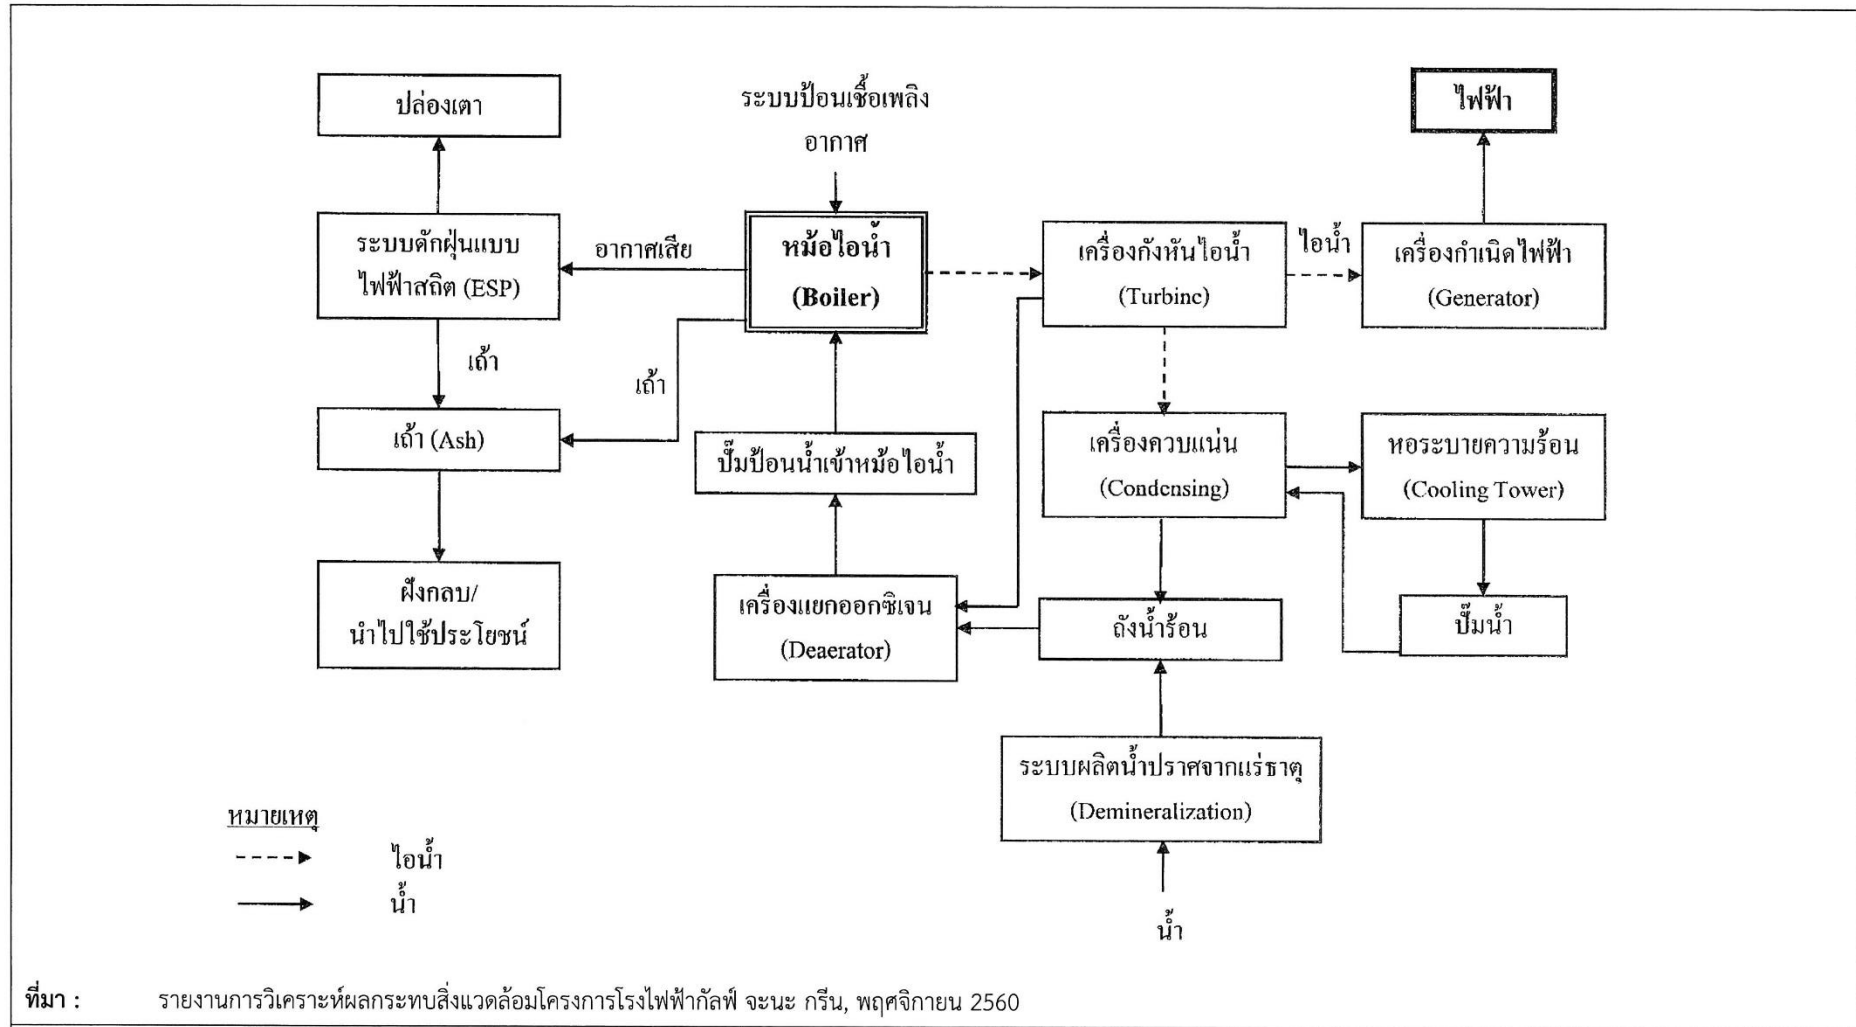 ปล่องเตา
ระบบป้อนเชื้อเพลิง
อากาศ
ไฟฟ้า
ระบบดักฝุ่นแบบ
ไฟฟ้าสถิต (ESP)
อากาศเสีย
หม้อไอน้ำ
(Boiler)
เครื่องกังหันไอน้ำ
(Turbine)
ไอน้ำ
เครื่องกำเนิดไฟฟ้า
(Generator)
เถ้า
เถ้า
เถ้า (Ash)
ปั๊มป้อนน้ำเข้าหม้อไอน้ำ
เครื่องควบแน่น
(Condensing)
หอระบายความร้อน
(Cooling Tower)
ฝังกลบ/
นำไปใช้ประโยชน์
เครื่องแยกออกซิเจน
(Deaerator)
ถังน้ำร้อน
ปั๊มน้ำ
ระบบผลิตน้ำปราศจากแร่ธาตุ
(Demineralization)
น้ำ
หมายเหตุ
ไอน้ำ
น้ำ
ที่มา : รายงานการวิเคราะห์ผลกระทบสิ่งแวดล้อมโครงการโรงไฟฟ้ากัลฟ์ จะนะ กรีน, พฤศจิกายน 2560